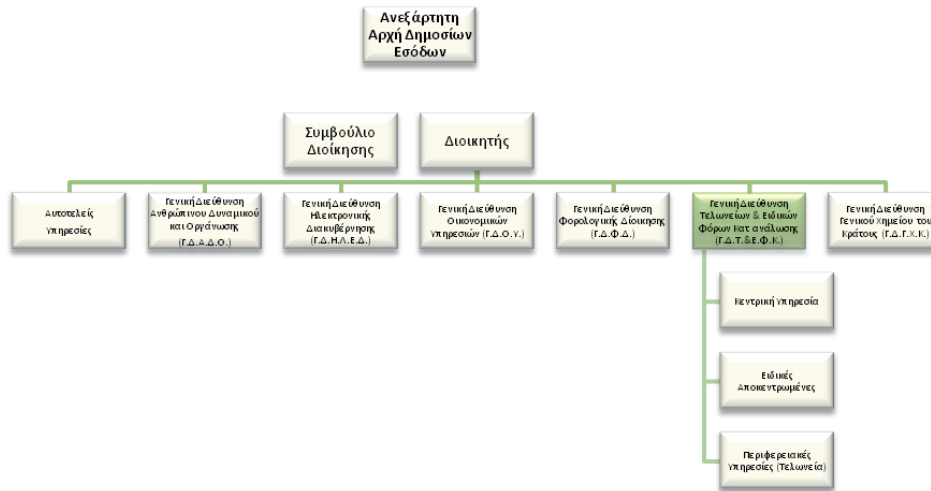 Ανεξάρτητη
Αρχή Δημοσίων
Εσόδων
Συμβούλιο
Διοίκησης
Διοικητής
Αυτοτελείς
Υπηρεσίες
Γενική Διεύθυνση
Ανθρώπινου Δυναμικού
και Οργάνωσης
(Γ.Δ.Α.Δ.Ο.)
Γενική Διεύθυνση
Ηλεκτρονικής
Διακυβέρνησης
(Γ.Δ.Η.Λ.Ε.Δ.)
Γενική Διεύθυνση
Οικονομικών
Υπηρεσιών (Γ.Δ.Ο.Υ.)
Γενική Διεύθυνση
Φορολογικής Διοίκησης
(Γ.Δ.Φ.Δ.)
Γενική Διεύθυνση
Τελωνείων & Ειδικών
Φόρων Κατανάλωσης
(Γ.Δ.Τ.&Ε.Φ.Κ.)
Γενική Διεύθυνση
Γενικού Χημείου του
Κράτους (Γ.Δ.Γ.Χ.Κ.)
Κεντρική Υπηρεσία
Ειδικές
Αποκεντρωμένες
Περιφερειακές
Υπηρεσίες (Τελωνεία)